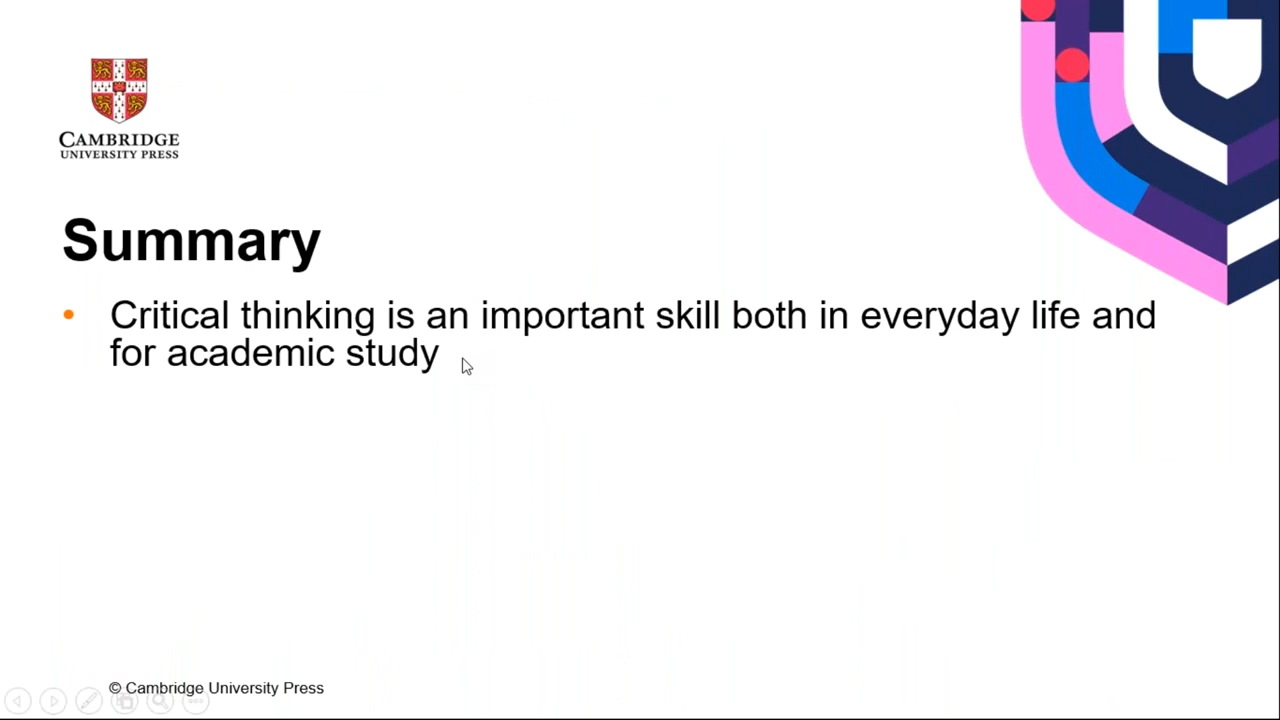 CAMBRIDGE
UNIVERSITY PRESS
Summary
• Critical thinking is an important skill both in everyday life and
for academic study
© Cambridge University Press